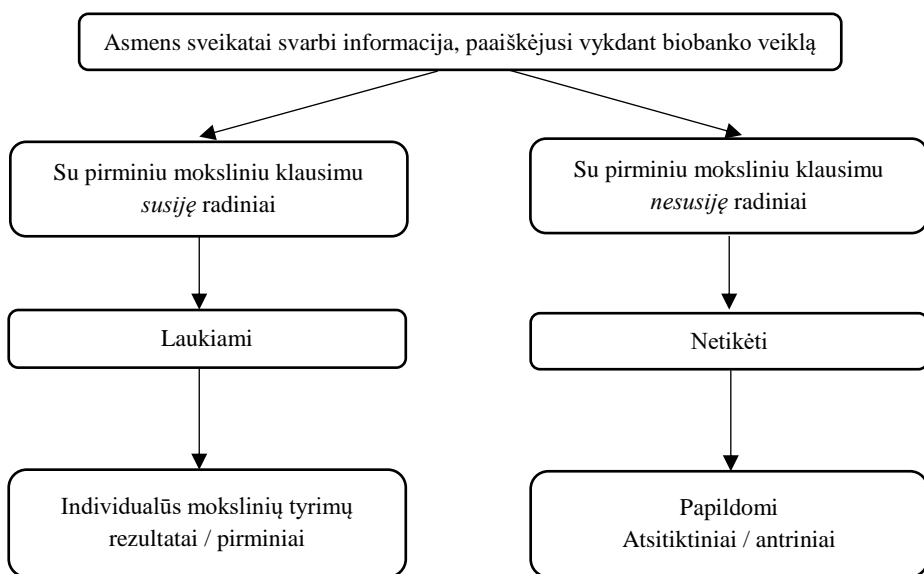 Asmens sveikatai svarbi informacija, paaiškėjusi vykdant biobanko veiklą
Su pirminiu moksliniu klausimu
susiję radiniai
Su pirminiu moksliniu klausimu
nesusiję radiniai
Laukiami
Netikėti
Individualūs mokslinių tyrimų
rezultatai / pirminiai
Papildomi
Atsitiktiniai / antriniai